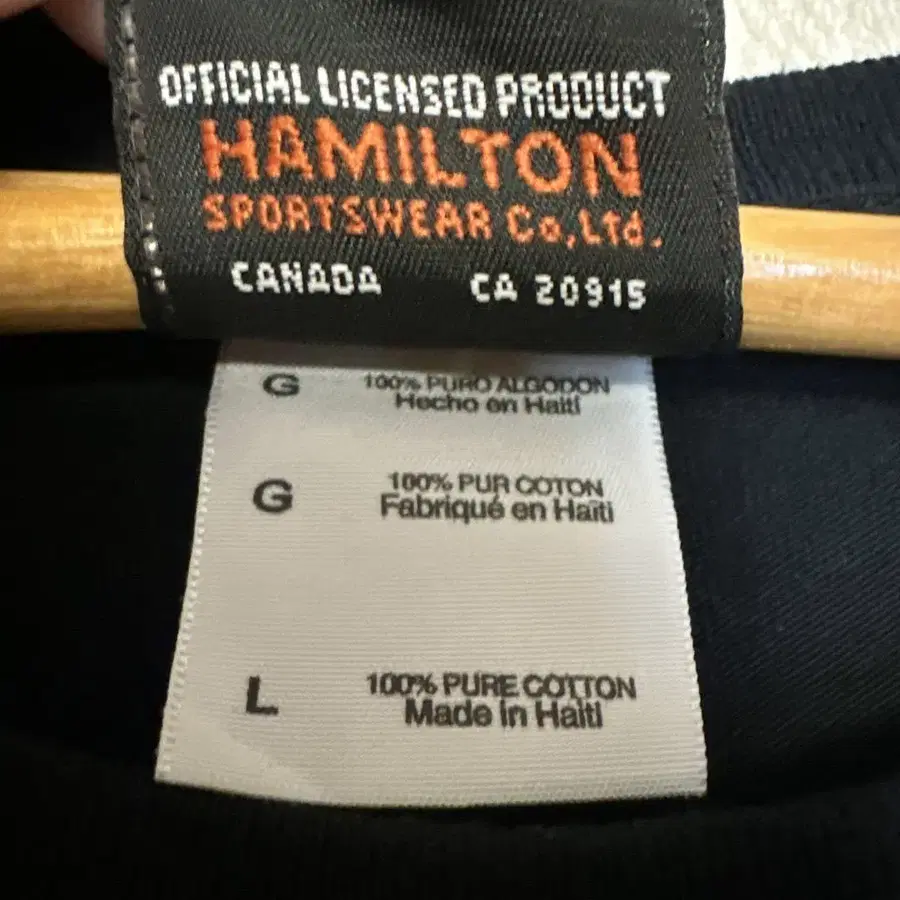 OFFICIAL LICENSED PRODUCT
HAMILTON
SPORTSWEAR Co,Ltd.
CANADA CA 20915
G 100% PURO ALGODON
Hecho en Haiti
G 100% PUR COTON
Fabriqué en Haïti
L 100% PURE COTTON
Made in Haiti